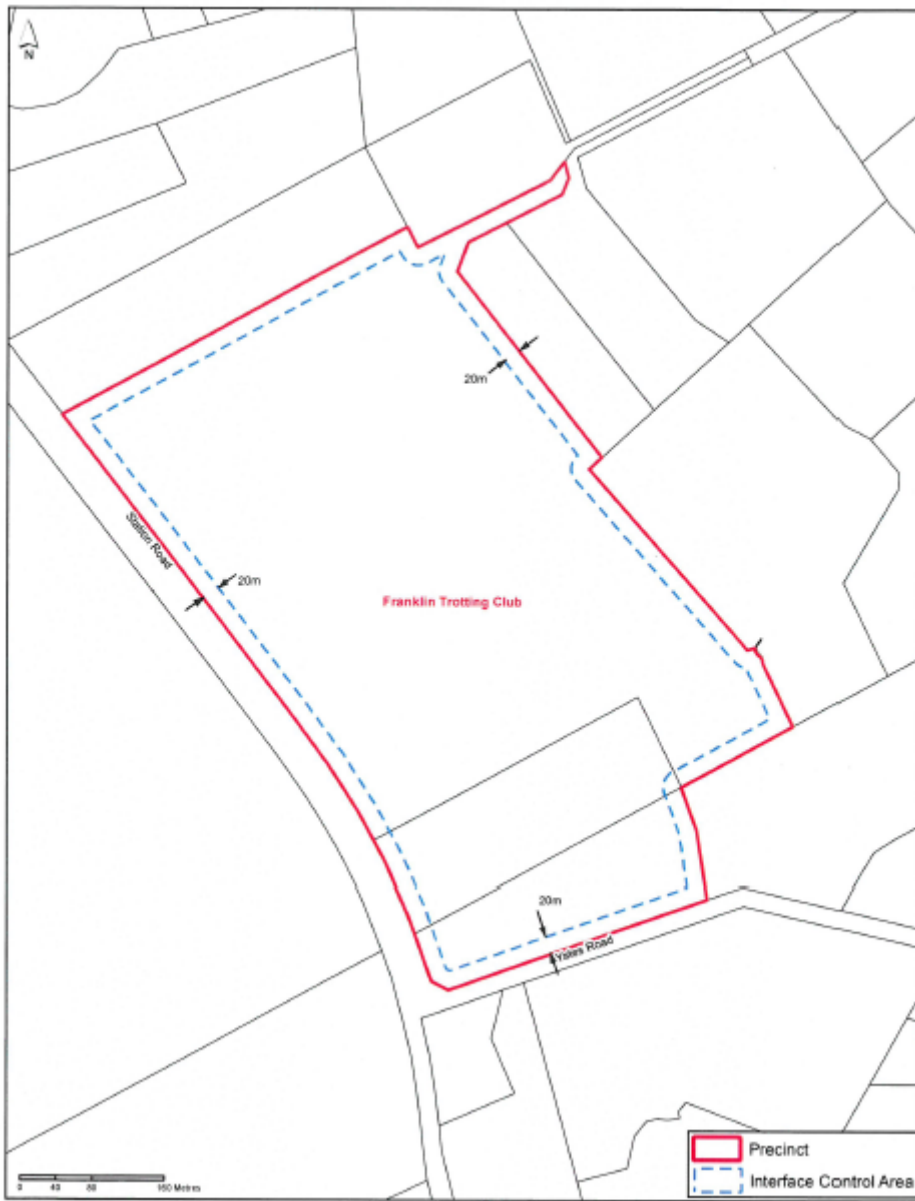 N
20m
Station Road
20m
Franklin Trotting Club
20m
Yates Road
Precinct
Interface Control Area
0 40 80 160 Metres